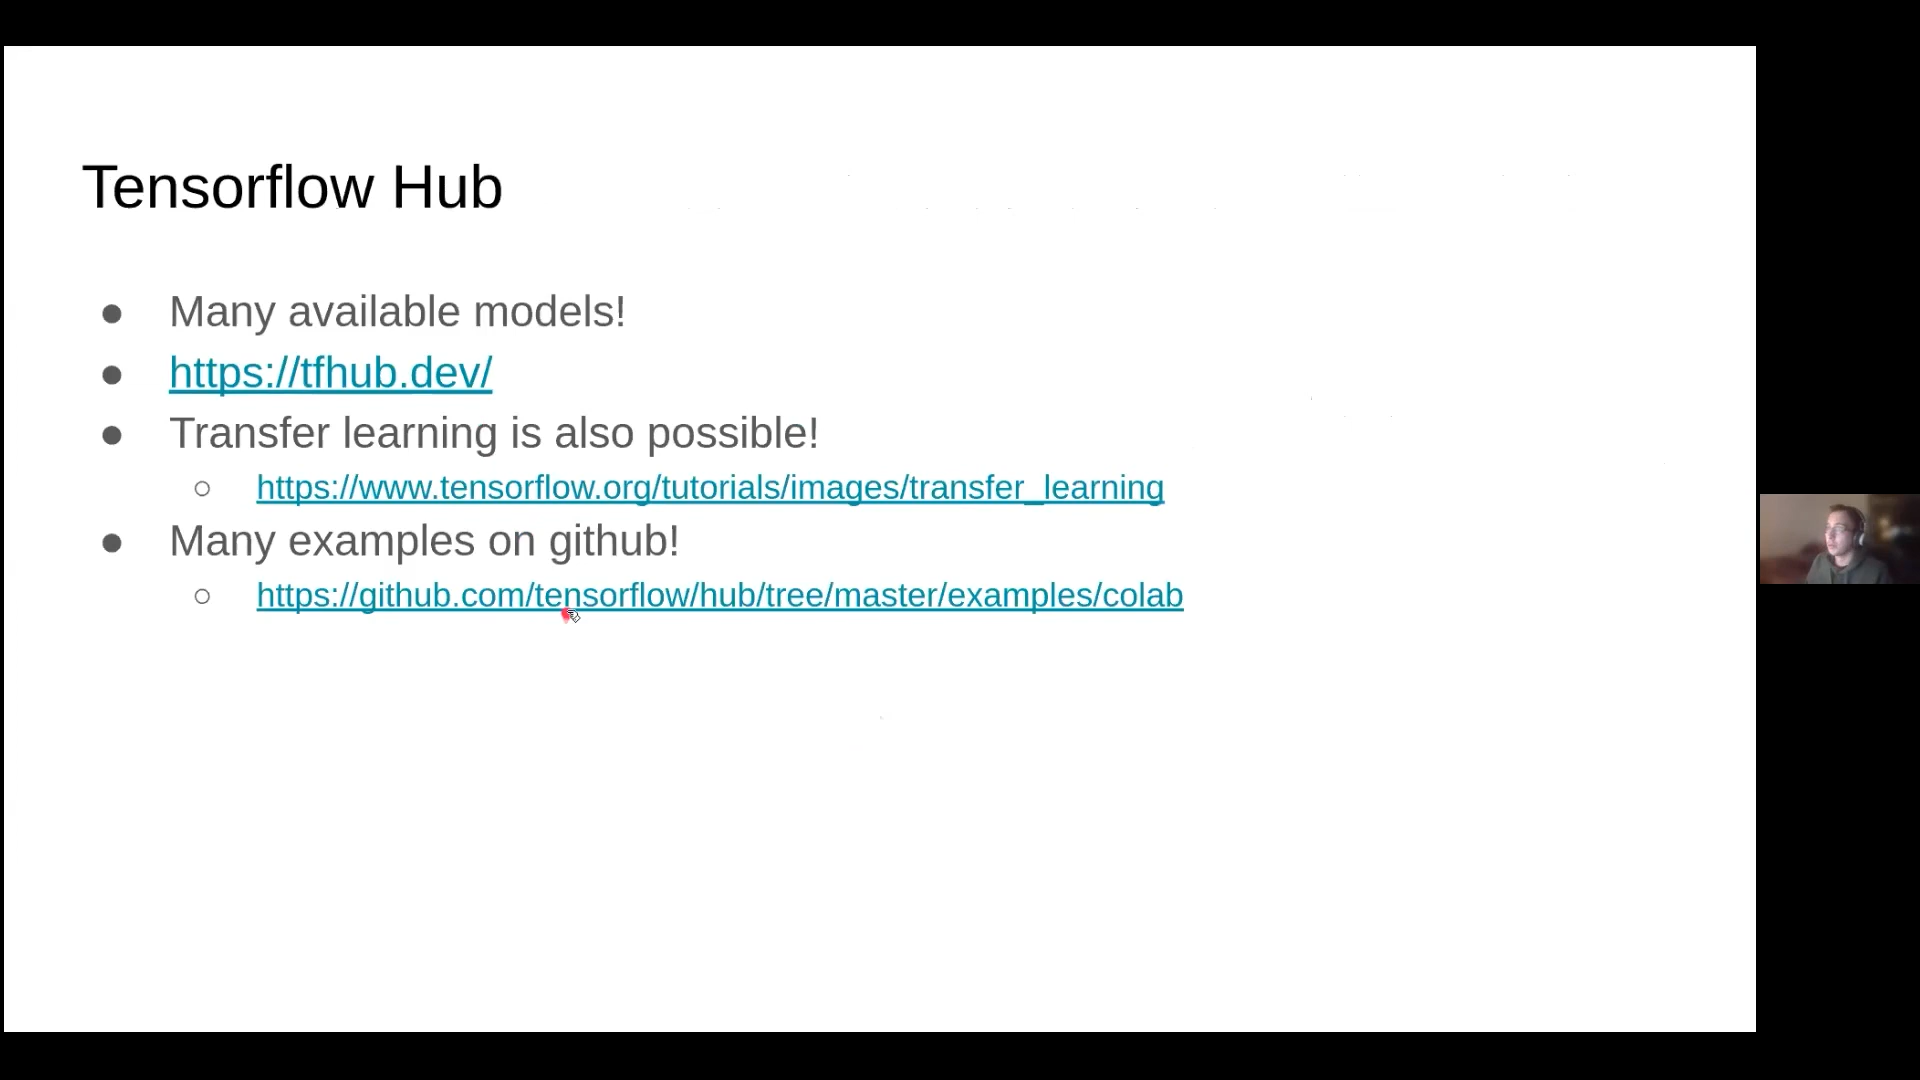 Tensorflow Hub
● Many available models!
● https://tfhub.dev/
● Transfer learning is also possible!
○ https://www.tensorflow.org/tutorials/images/transfer_learning
● Many examples on github!
○ https://github.com/tensorflow/hub/tree/master/examples/colab